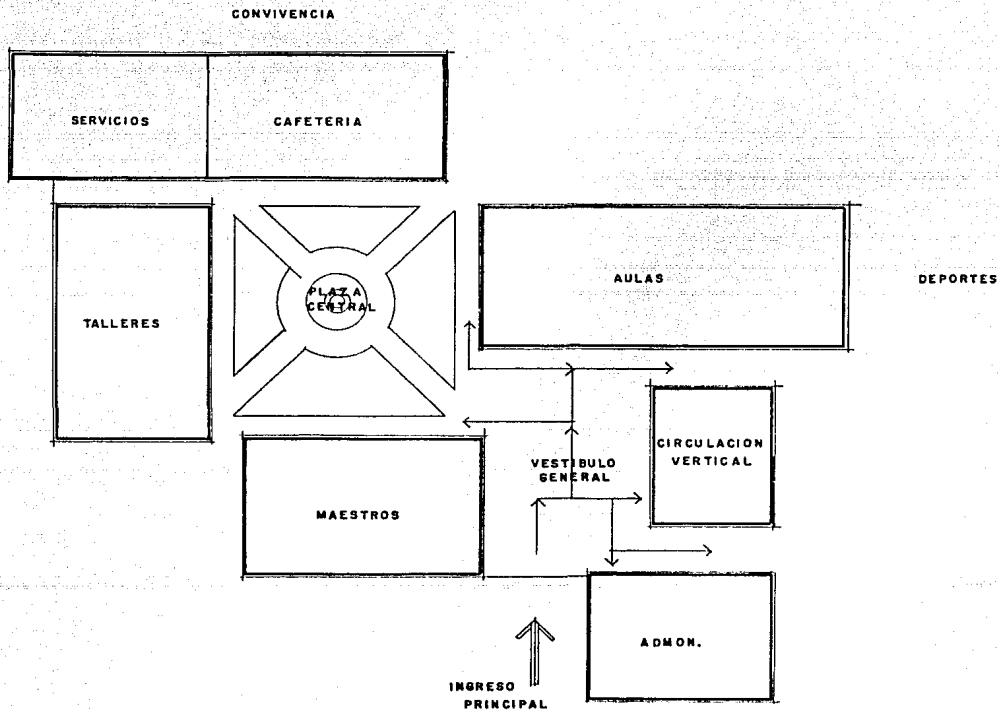 CONVIVENCIA
SERVICIOS
CAFETERIA
PLAZA
CENTRAL
TALLERES
AULAS
DEPORTES
CIRCULACION
VERTICAL
VESTIBULO
GENERAL
MAESTROS
ADMON.
INGRESO
PRINCIPAL